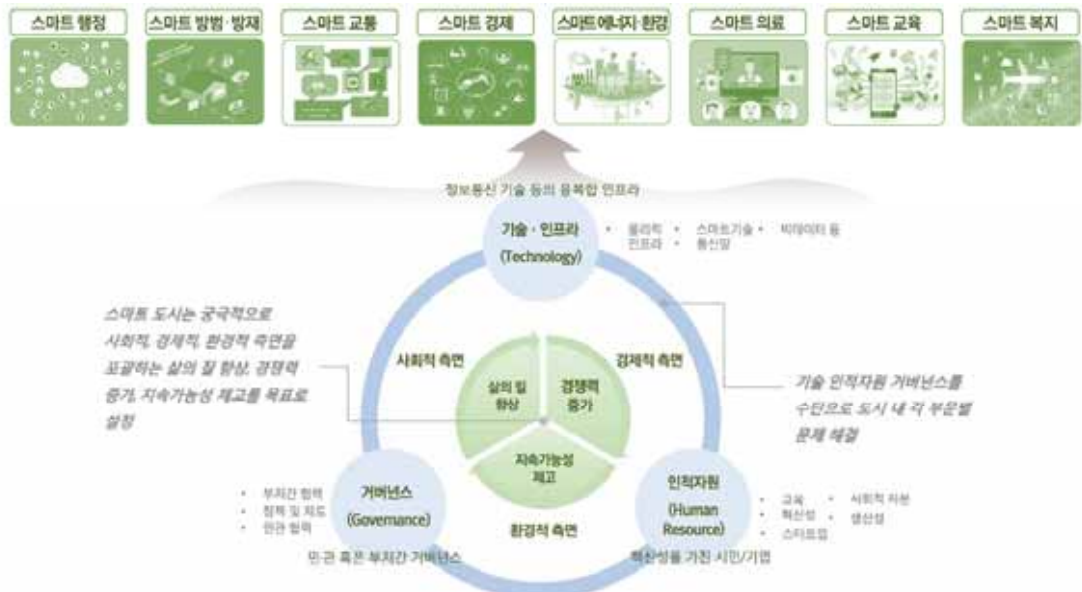 스마트 행정
스마트 방범·방재
스마트 교통
스마트 경제
스마트 에너지·환경
스마트 의료
스마트 교육
스마트 복지
정보통신 기술 등의 융복합 인프라
기술·인프라
(Technology)
• 물리적 인프라
• 스마트기술
• 통신망
• 빅데이터 등
스마트 도시는 궁극적으로
사회적, 경제적, 환경적 측면을
포괄하는 삶의 질 향상, 경쟁력
증가, 지속가능성 제고를 목표로
설정
사회적 측면
경제적 측면
삶의 질
향상
경쟁력
증가
지속가능성
제고
환경적 측면
기술 인적자원 거버넌스를
수단으로 도시 내 각 부문별
문제 해결
거버넌스
(Governance)
• 부처간 협력
• 정책 및 제도
• 민관 협력
민·관 혹은 부처간 거버넌스
인적자원
(Human
Resource)
• 교육
• 혁신성
• 스타트업
• 사회적 자본
• 생산성
혁신성을 가진 시민/기업